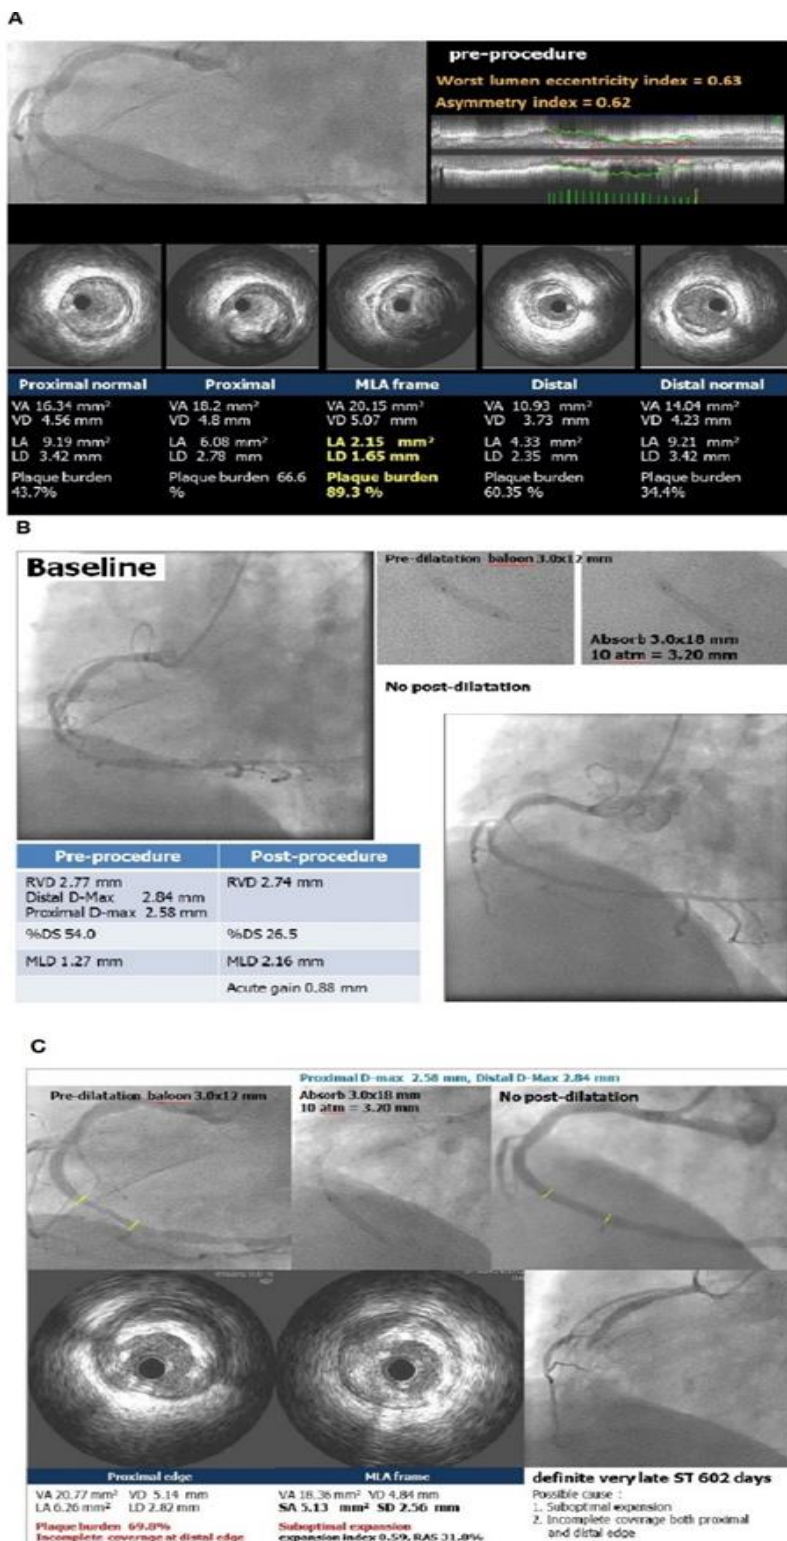 A
pre-procedure
Worst lumen eccentricity index = 0.63
Asymmetry index = 0.62
Proximal normal
VA 16.34 mm²
VD 4.56 mm
LA 9.19 mm²
LD 3.42 mm
Plaque burden
43.7%
Proximal
VA 18.2 mm²
VD 4.8 mm
LA 6.08 mm²
LD 2.78 mm
Plaque burden 66.6
%
MLA frame
VA 20.15 mm²
VD 5.07 mm
LA 2.15 mm²
LD 1.65 mm
Plaque burden
89.3 %
Distal
VA 10.93 mm²
VD 3.73 mm
LA 4.33 mm²
LD 2.35 mm
Plaque burden
60.35 %
Distal normal
VA 14.04 mm²
VD 4.23 mm
LA 9.21 mm²
LD 3.42 mm
Plaque burden
34.4%
B
Baseline
Pre-dilatation baloon 3.0x12 mm
Absorb 3.0x18 mm
10 atm = 3.20 mm
No post-dilatation
Pre-procedure
Post-procedure
RVD 2.77 mm
Distal D-Max 2.84 mm
Proximal D-max 2.58 mm
RVD 2.74 mm
%DS 54.0
%DS 26.5
MLD 1.27 mm
MLD 2.16 mm
Acute gain 0.88 mm
C
Proximal D-max 2.58 mm, Distal D-Max 2.84 mm
Pre-dilatation baloon 3.0x12 mm
Absorb 3.0x18 mm
10 atm = 3.20 mm
No post-dilatation
Proximal edge
VA 20.77 mm² VD 5.14 mm
LA 6.26 mm² LD 2.82 mm
Plaque burden 69.8%
Incomplete coverage at distal edge
MLA frame
VA 18.36 mm² VD 4.84 mm
SA 5.13 mm² SD 2.56 mm
Suboptimal expansion
expansion index 0.59, RAS 31.8%
definite very late ST 602 days
Possible cause :
1. Suboptimal expension
2. Incomplete coverage both proximal
and distal edge